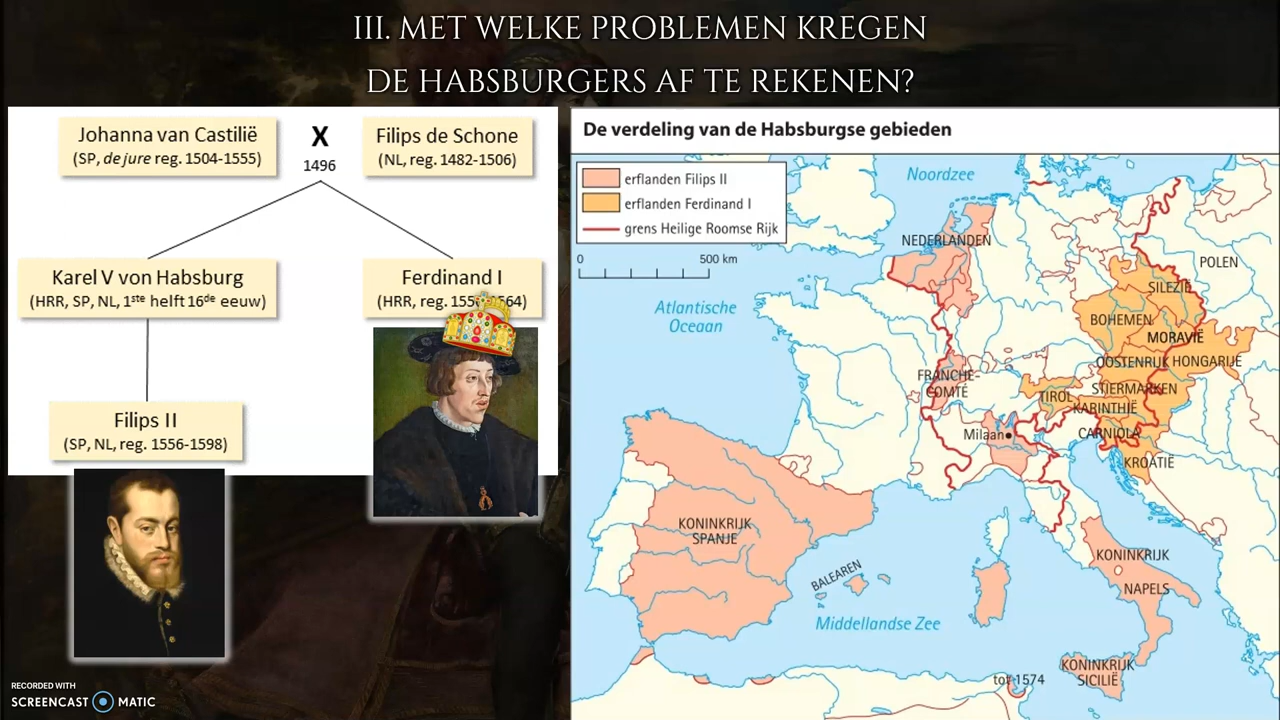 III. MET WELKE PROBLEMEN KREGEN
DE HABSBURGERS AF TE REKENEN?
Johanna van Castilië
(SP, de jure reg. 1504-1555)
X
1496
Filips de Schone
(NL, reg. 1482-1506)
Karel V von Habsburg
(HRR, SP, NL, 1ste helft 16de eeuw)
Ferdinand I
(HRR, reg.
Filips II
(SP, NL, reg. 1556-1598)
De verdeling van de Habsburgse gebieden
erflanden Filips II
erflanden Ferdinand I
grens Heilige Roomse Rijk
0 500 km
Noordzee
NEDERLANDEN
POLEN
SILEZIË
Atlantische
Oceaan
BOHEMEN
MORAVIË
OOSTENRIJK HONGARIJE
FRANCHE-
COMTÉ
TIROL
STIERMARKEN
KARINTHIË
Milaan
CARNIOLA
KROATIË
KONINKRIJK
SPANJE
KONINKRIJK
NAPELS
BALEAREN
Middellandse Zee
KONINKRIJK
SICILIË
tot 1574
RECORDED WITH
SCREENCAST MATIC